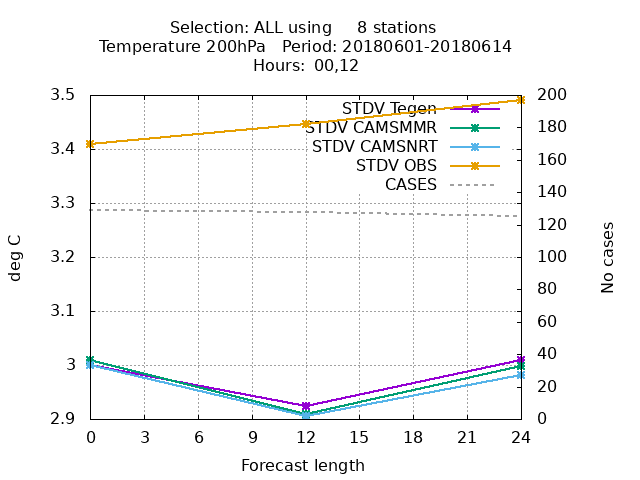 Selection: ALL using     8 stations
Temperature 200hPa   Period: 20180601-20180614
Hours:  00,12
STDV Tegen
STDV CAMSMMR
STDV CAMSNRT
STDV OBS
CASES
3.5
3.4
3.3
3.2
3.1
3
2.9
deg C
200
180
160
140
120
100
80
60
40
20
0
No cases
0 3 6 9 12 15 18 21 24
Forecast length